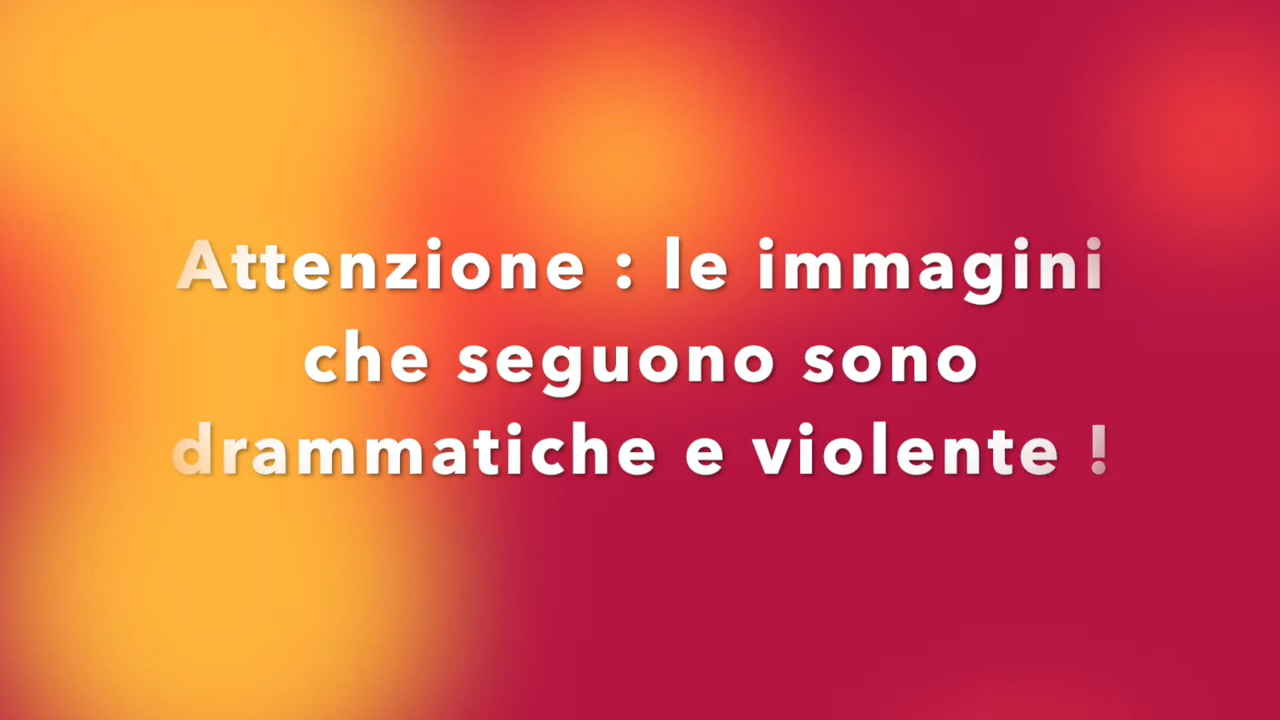 Attenzione : le immagini
che seguono sono
drammatiche e violente !